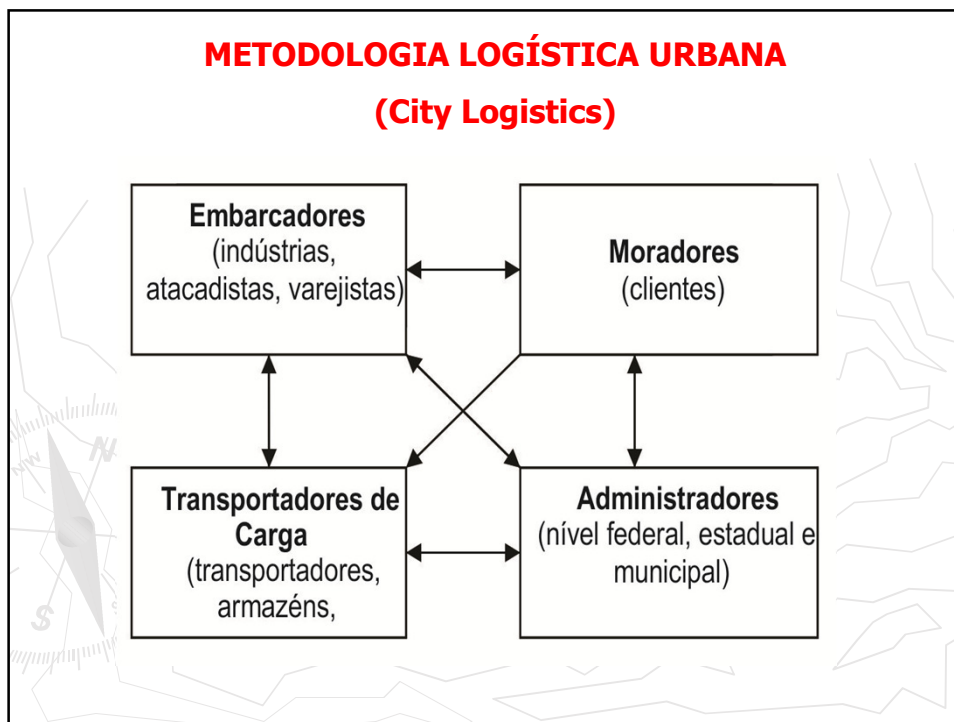 METODOLOGIA LOGÍSTICA URBANA
(City Logistics)
Embarcadores
(indústrias,
atacadistas, varejistas)
Moradores
(clientes)
Transportadores de
Carga
(transportadores,
armazéns,
Administradores
(nível federal, estadual e
municipal)
N
NW
S